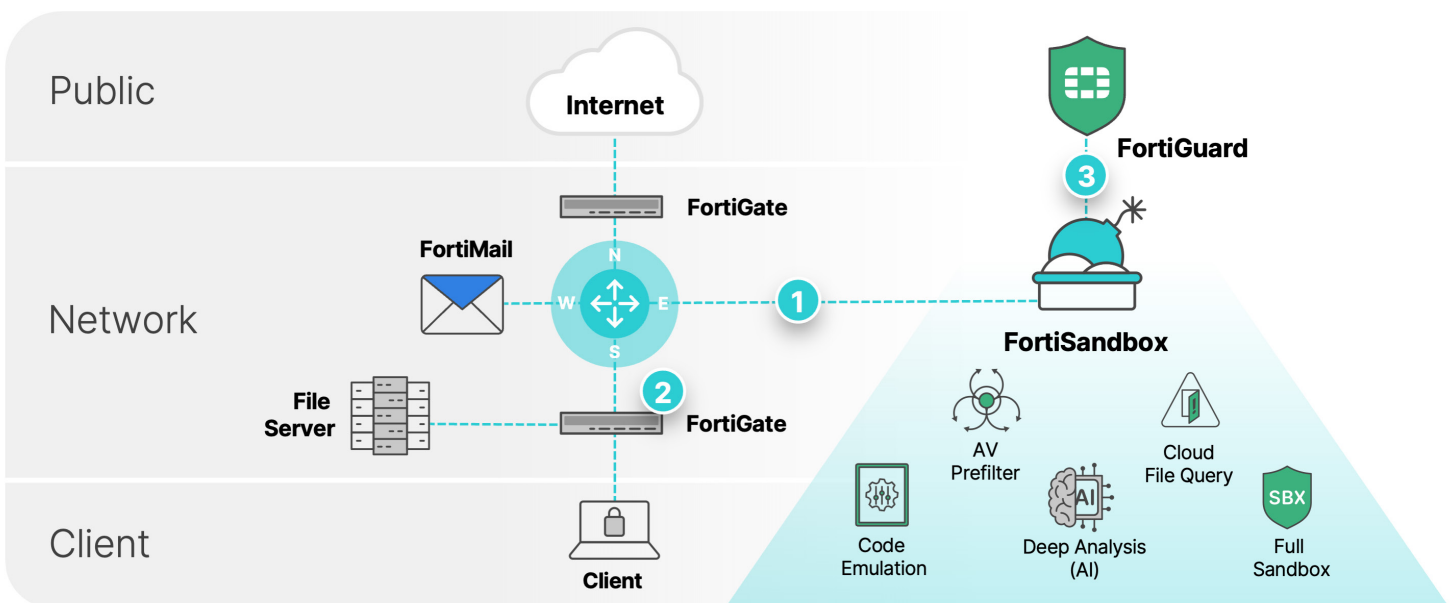 Public
Internet
FortiGuard
3
FortiGate
FortiMail
N
W
E
S
1
Network
FortiSandbox
2
File
Server
FortiGate
AV
Prefilter
Cloud
File Query
AI
SBX
Code
Emulation
Deep Analysis
(AI)
Full
Sandbox
Client
Client